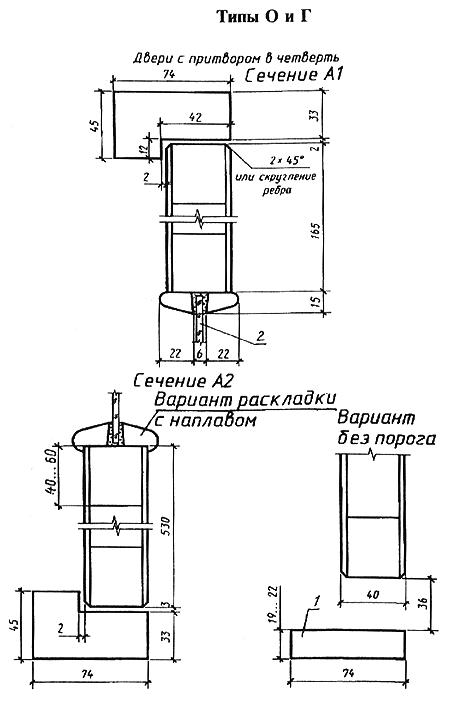 Типы О и Г
Двери с притвором в четверть
74
Сечение А1
42
45
12
33
2
2
2×45°
или скругление
ребра
165
15
2
22
6
22
Сечение А2
Вариант раскладки
с наплавом
Вариант
без порога
40...60
530
3
45
2
33
74
40
36
19...22
1
74